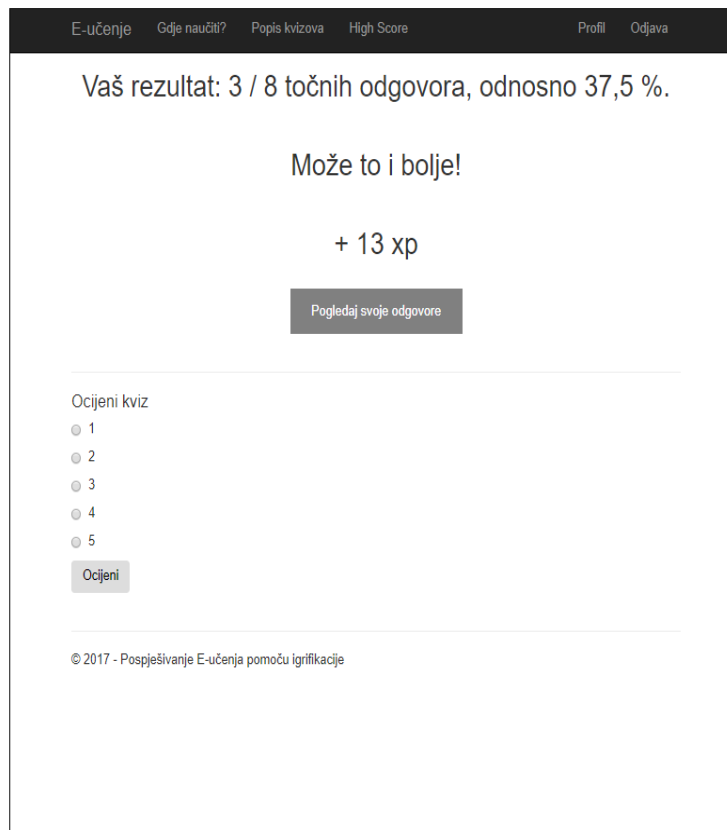 E-učenje Gdje naučiti? Popis kvizova High Score Profil Odjava
Vaš rezultat: 3 / 8 točnih odgovora, odnosno 37,5 %.
Može to i bolje!
+ 13 xp
Pogledaj svoje odgovore
Ocijeni kviz
1
2
3
4
5
Ocijeni
© 2017 - Pospješivanje E-učenja pomoću igrifikacije